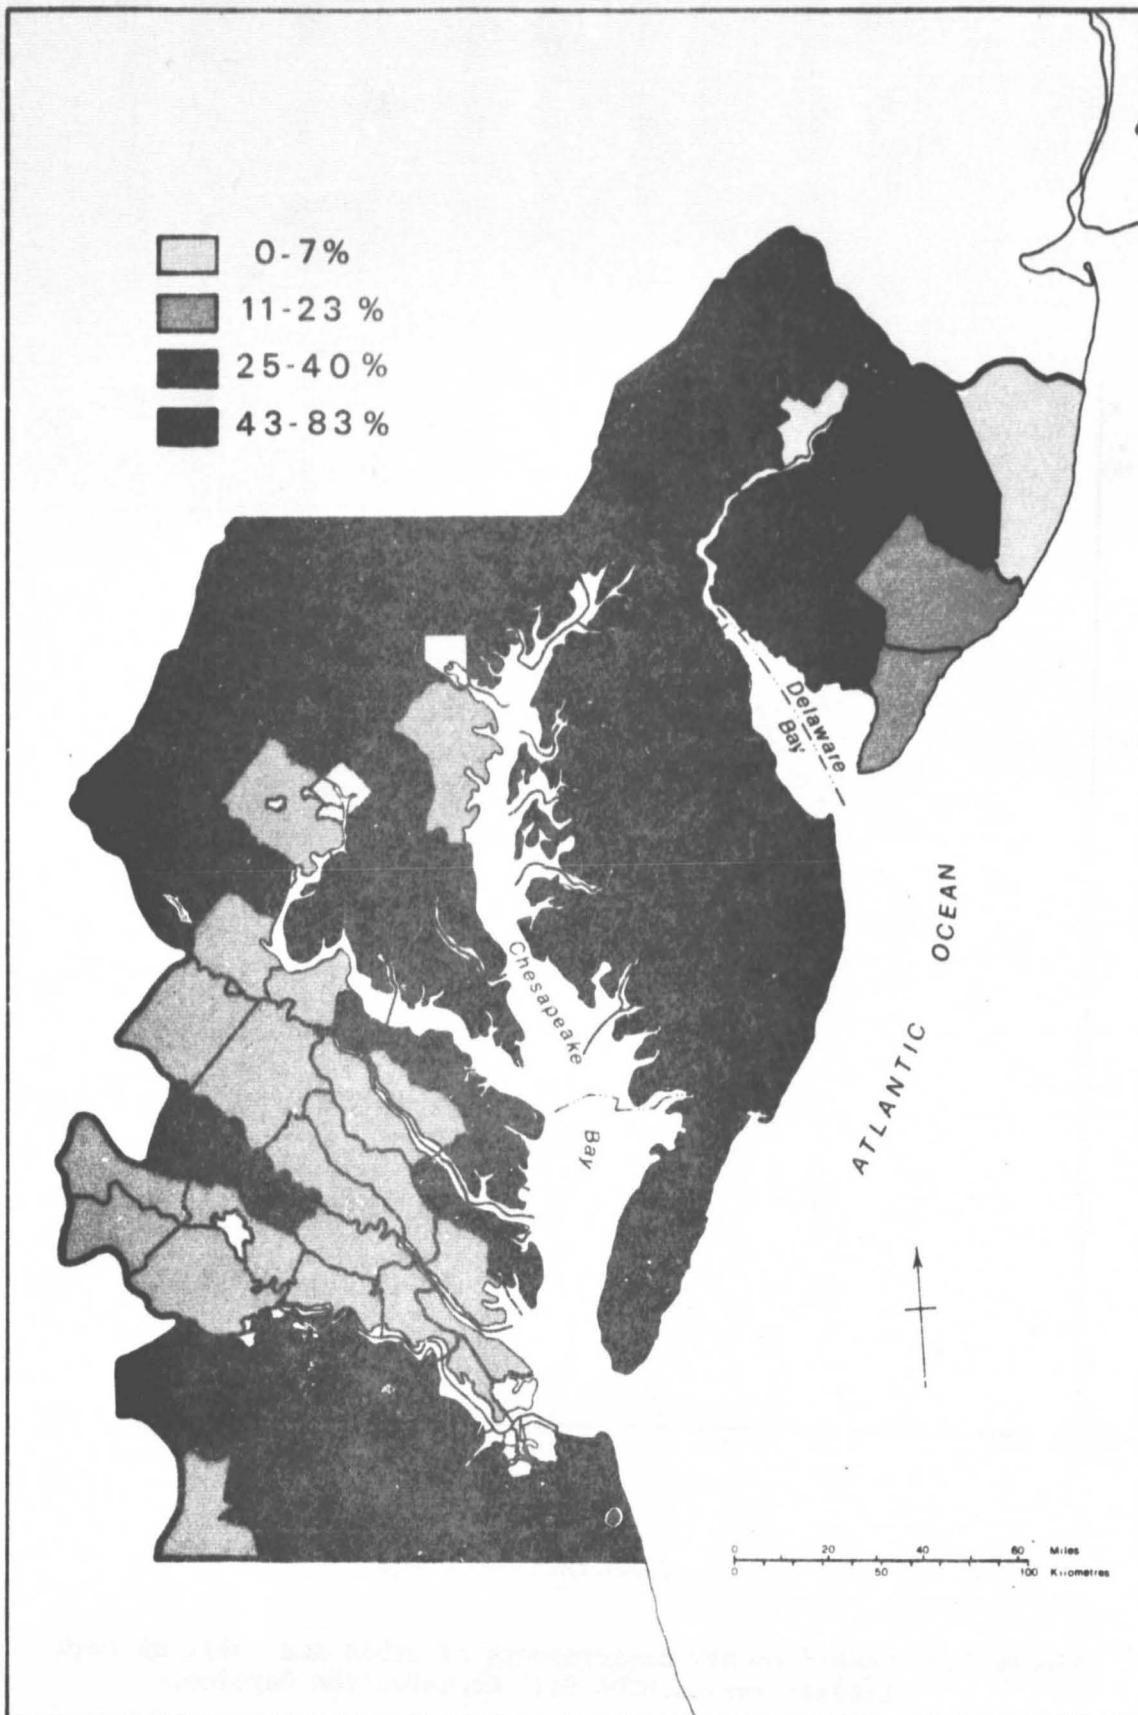 0-7%
11-23 %
25-40 %
43-83 %
Delaware
Bay
Chesapeake
Bay
ATLANTIC OCEAN
0 20 40 60 Miles
0 50 100 Kilometres